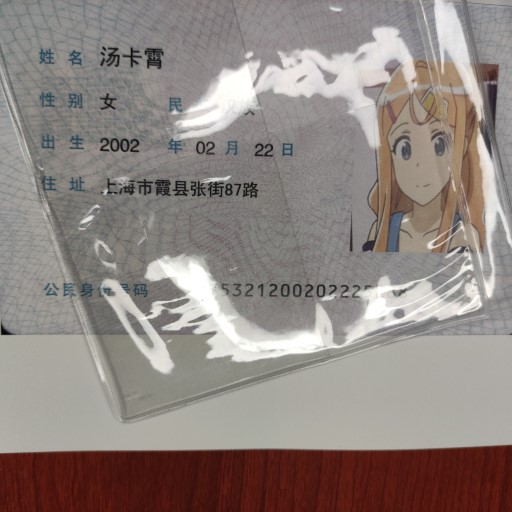 姓名 汤卡霄
性别 女 民
出生 2002 年 02 月 22 日
住址 上海市霞县张街87路
公民身 号码 53212002022